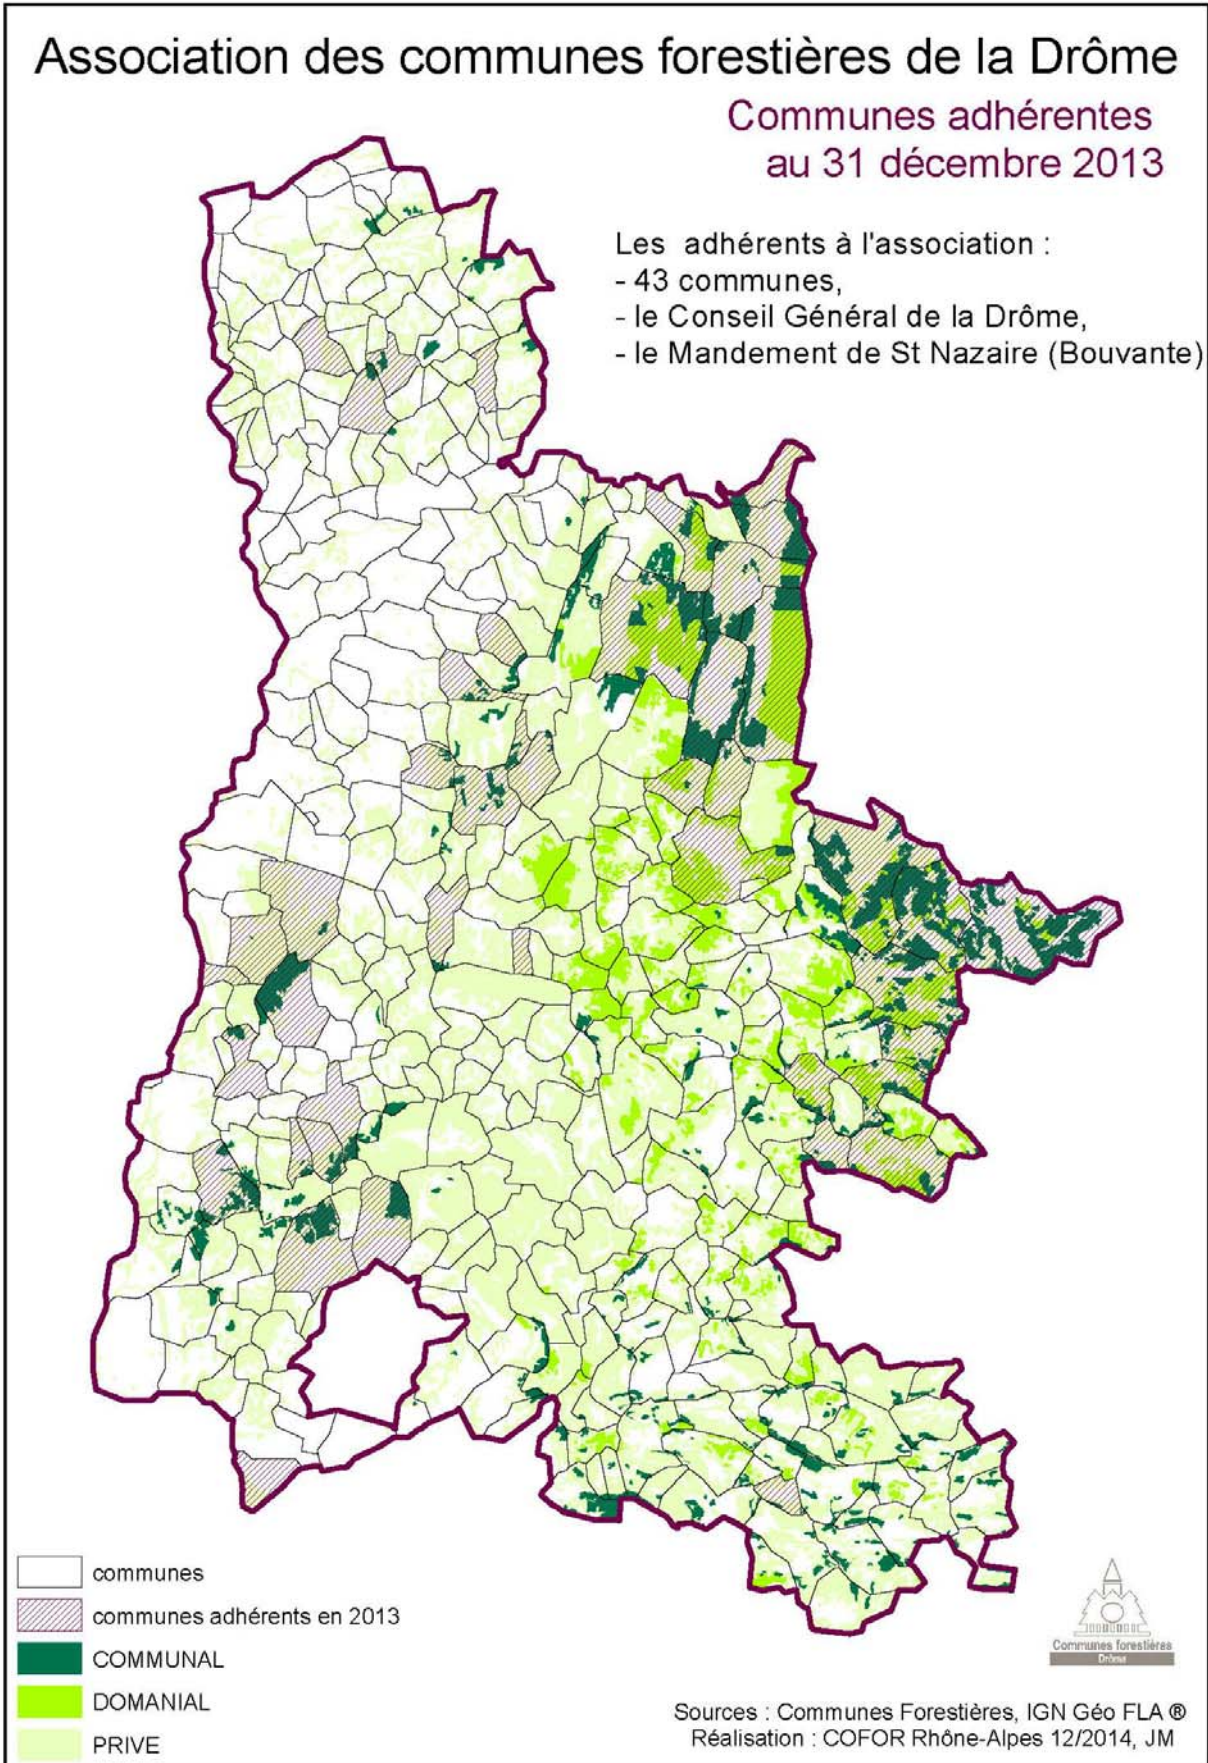 Association des communes forestières de la Drôme
Communes adhérentes
au 31 décembre 2013
Les adhérents à l'association :
- 43 communes,
- le Conseil Général de la Drôme,
- le Mandement de St Nazaire (Bouvante)
communes
communes adhérents en 2013
COMMUNAL
DOMANIAL
PRIVE
Communes forestières
Drôme
Sources : Communes Forestières, IGN Géo FLA ®
Réalisation : COFOR Rhône-Alpes 12/2014, JM